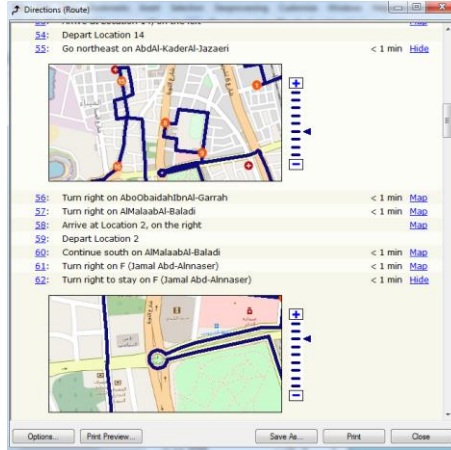 Directions (Route)
54: Depart Location 14
55: Go northeast on AbdAl-KaderAl-Jazaeri < 1 min Hide
56: Turn right on AboObaidahIbnAl-Garrah < 1 min Map
57: Turn right on AlMalaabAl-Baladi < 1 min Map
58: Arrive at Location 2, on the right Map
59: Depart Location 2
60: Continue south on AlMalaabAl-Baladi < 1 min Map
61: Turn right on F (Jamal Abd-Alnnaser) < 1 min Map
62: Turn right to stay on F (Jamal Abd-Alnnaser) < 1 min Hide
Options... Print Preview... Save As... Print Close